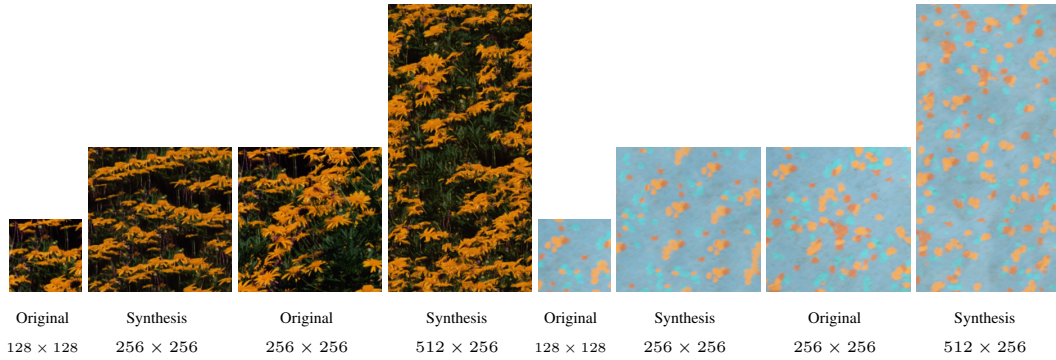 Original Synthesis Original Synthesis Original Synthesis Original Synthesis
128 × 128 256 × 256 256 × 256 512 × 256 128 × 128 256 × 256 256 × 256 512 × 256